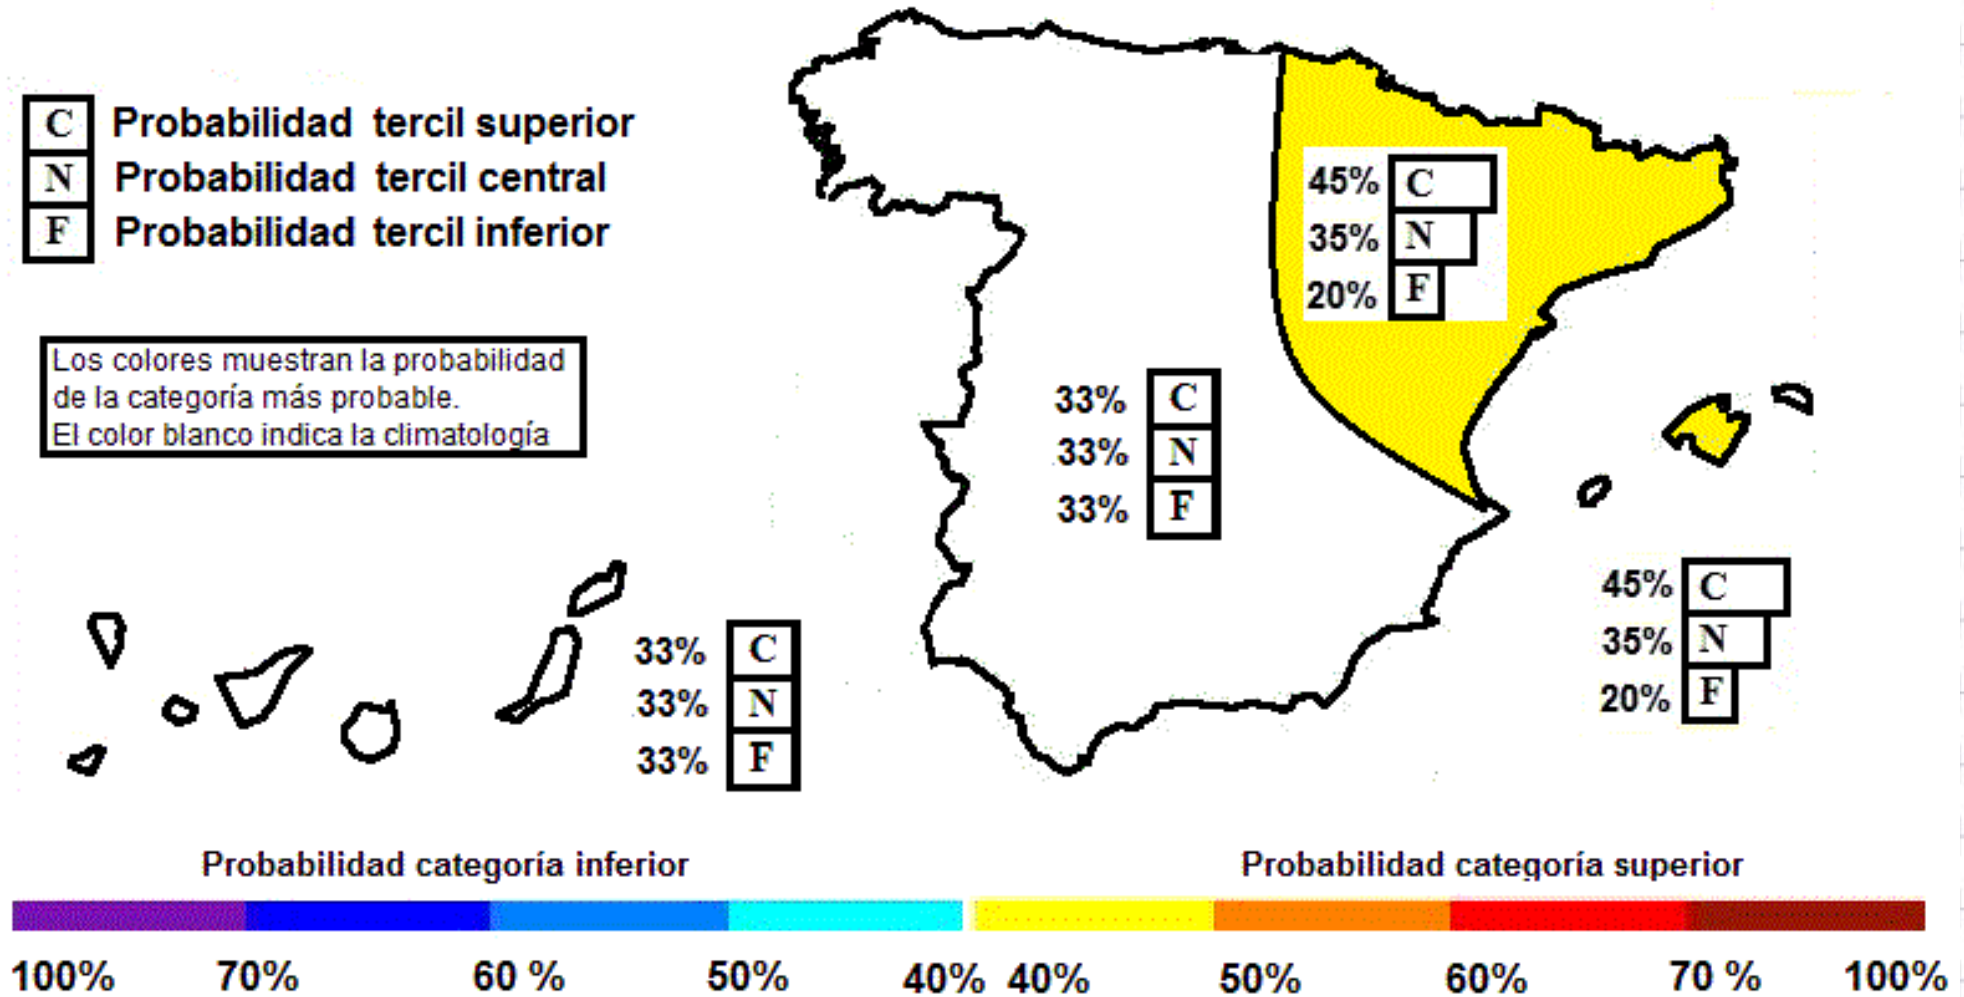 C Probabilidad tercil superior
N Probabilidad tercil central
F Probabilidad tercil inferior
Los colores muestran la probabilidad
de la categoría más probable.
El color blanco indica la climatología
45% C
35% N
20% F
33% C
33% N
33% F
45% C
35% N
20% F
33% C
33% N
33% F
Probabilidad categoría inferior
Probabilidad categoría superior
100% 70% 60 % 50% 40% 40% 50% 60% 70 % 100%